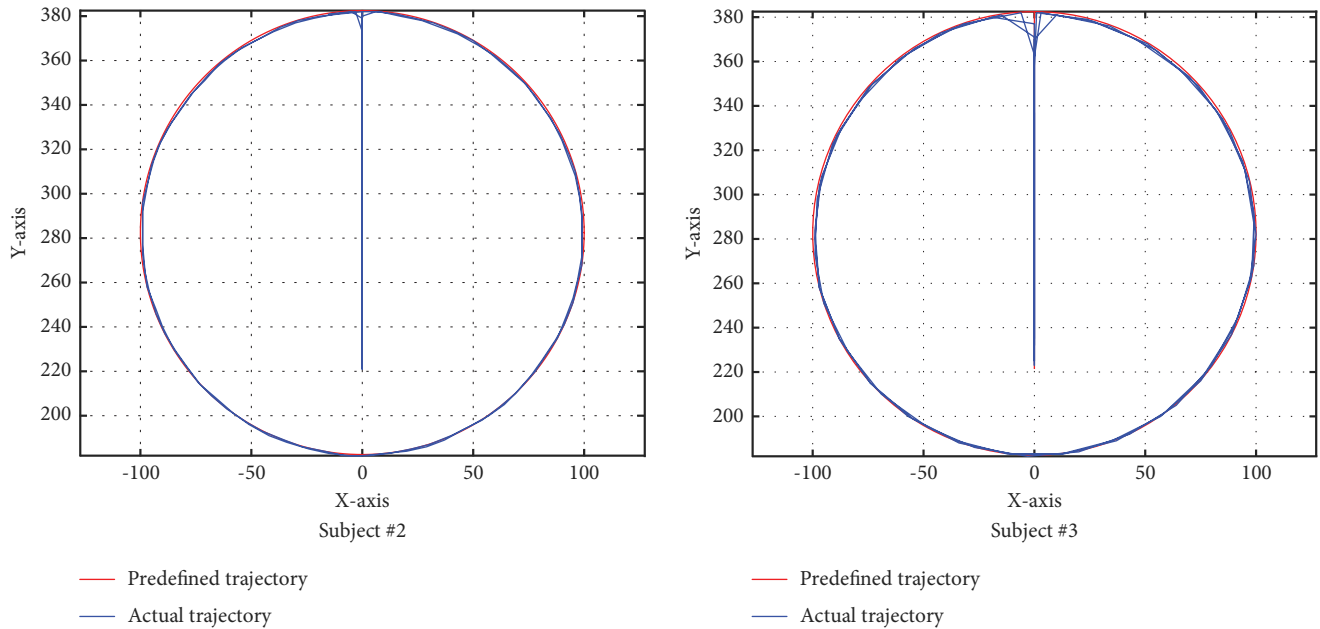 380
360
340
320
300
280
260
240
220
200
Y-axis
-100 -50 0 50 100
X-axis
Subject #2
Predefined trajectory
Actual trajectory
380
360
340
320
300
280
260
240
220
200
Y-axis
-100 -50 0 50 100
X-axis
Subject #3
Predefined trajectory
Actual trajectory